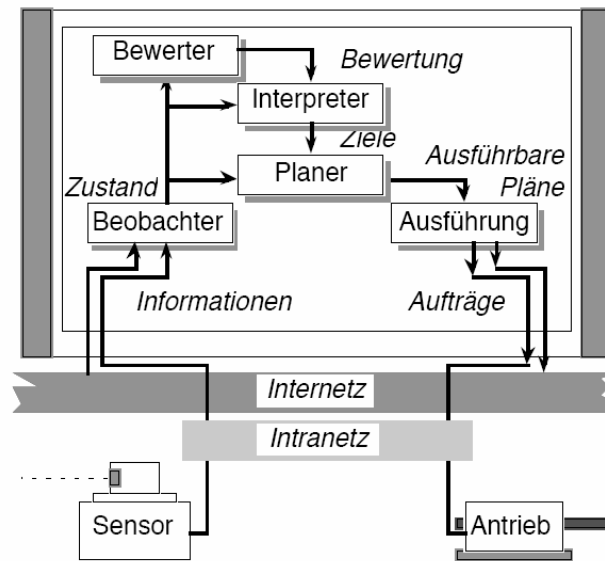 Bewerter
Bewertung
Interpreter
Ziele
Planer
Ausführbare
Pläne
Zustand
Beobachter
Ausführung
Informationen
Aufträge
Internetz
Intranetz
Sensor
Antrieb